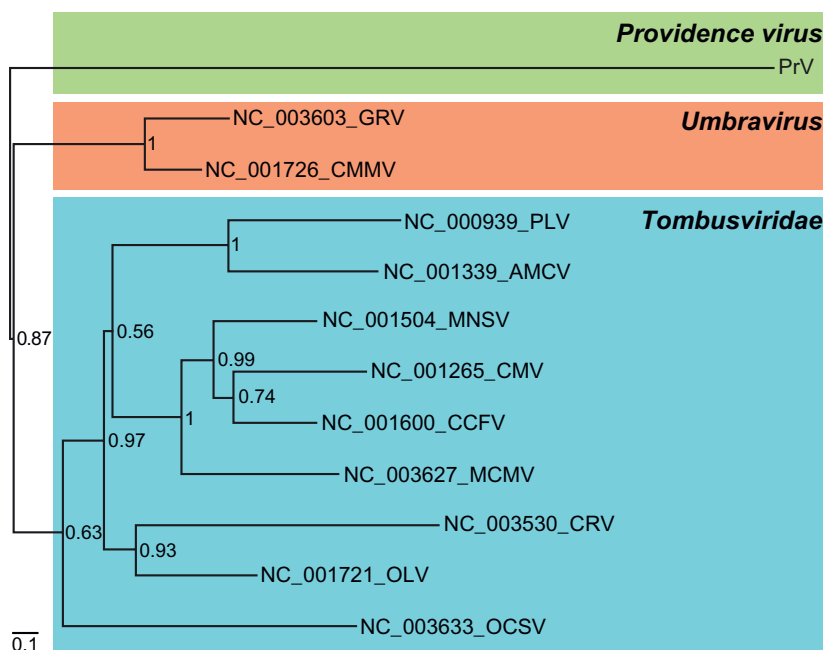 Providence virus
PrV
NC_003603_GRV
Umbravirus
1
NC_001726_CMMV
NC_000939_PLV
Tombusviridae
1
NC_001339_AMCV
NC_001504_MNSV
0.87
0.56
0.99
NC_001265_CMV
0.74
1
NC_001600_CCFV
0.97
NC_003627_MCMV
NC_003530_CRV
0.63
0.93
NC_001721_OLV
NC_003633_OCSV
0.1